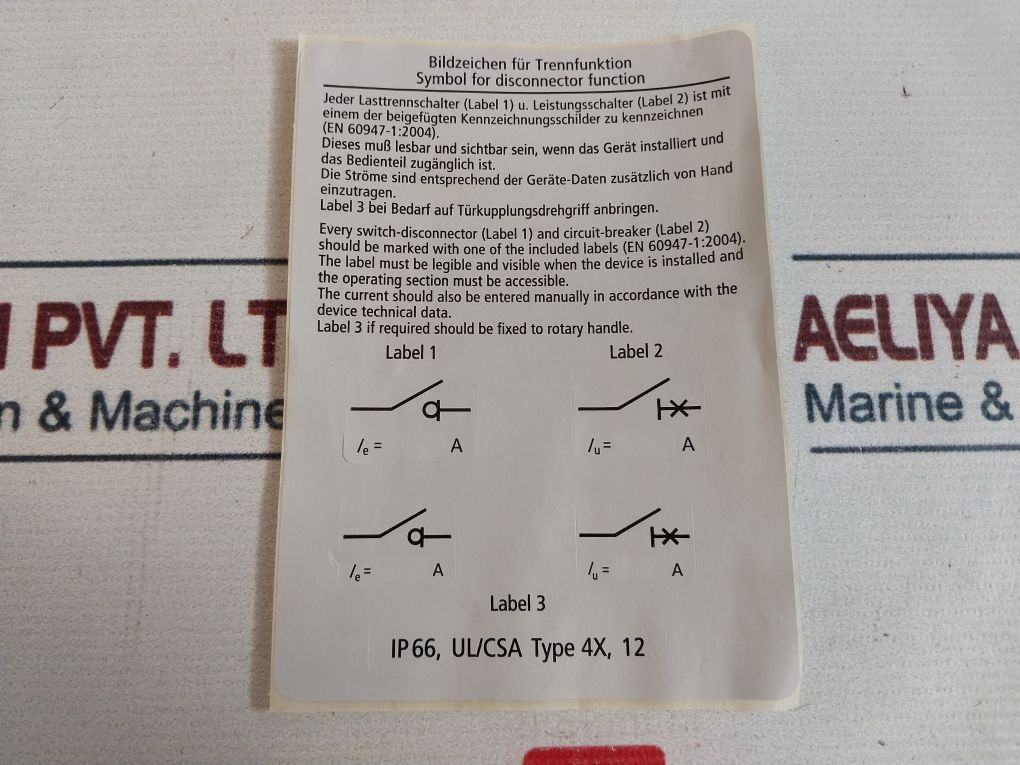 Bildzeichen für Trennfunktion
Symbol for disconnector function
Jeder Lasttrennschalter (Label 1) u. Leistungsschalter (Label 2) ist mit
einem der beigefügten Kennzeichnungsschilder zu kennzeichnen
(EN 60947-1:2004).
Dieses muß lesbar und sichtbar sein, wenn das Gerät installiert und
das Bedienteil zugänglich ist.
Die Ströme sind entsprechend der Geräte-Daten zusätzlich von Hand
einzutragen.
Label 3 bei Bedarf auf Türkupplungsdrehgriff anbringen.
Every switch-disconnector (Label 1) and circuit-breaker (Label 2)
should be marked with one of the included labels (EN 60947-1:2004).
The label must be legible and visible when the device is installed and
the operating section must be accessible.
The current should also be entered manually in accordance with the
device technical data.
Label 3 if required should be fixed to rotary handle.
Label 1 Label 2
Ie = A Iu = A
Ie = A Iu = A
Label 3
IP66, UL/CSA Type 4X, 12
PVT. LT
& Machine
AELIYA
Marine &